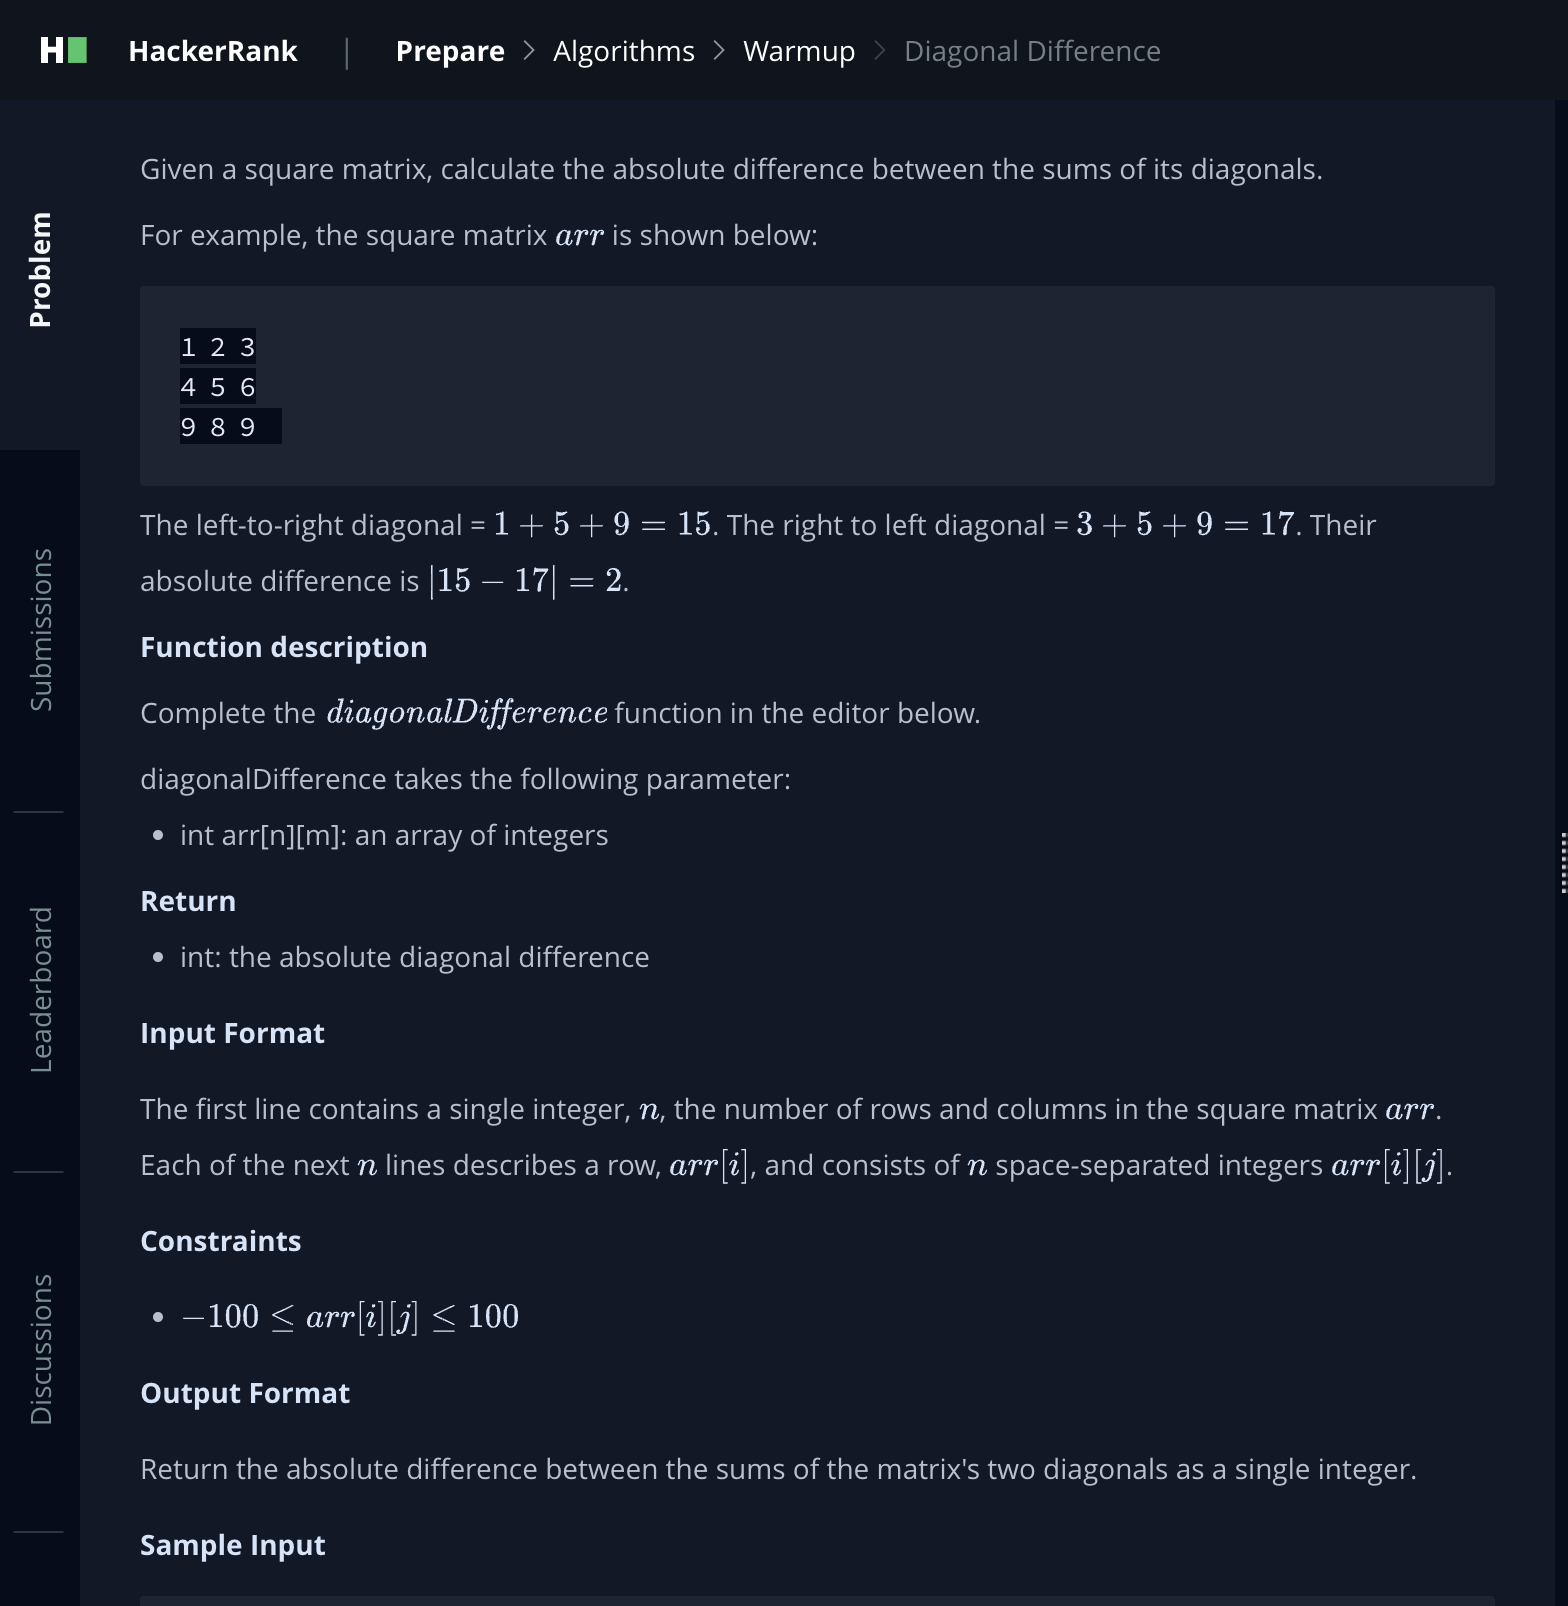 HackerRank | Prepare > Algorithms > Warmup > Diagonal Difference
Problem
Submissions
Leaderboard
Discussions
Given a square matrix, calculate the absolute difference between the sums of its diagonals.
For example, the square matrix arr is shown below:
1 2 3
4 5 6
9 8 9
The left-to-right diagonal = 1 + 5 + 9 = 15. The right to left diagonal = 3 + 5 + 9 = 17. Their
absolute difference is |15 − 17| = 2.
Function description
Complete the diagonalDifference function in the editor below.
diagonalDifference takes the following parameter:
• int arr[n][m]: an array of integers
Return
• int: the absolute diagonal difference
Input Format
The first line contains a single integer, n, the number of rows and columns in the square matrix arr.
Each of the next n lines describes a row, arr[i], and consists of n space-separated integers arr[i][j].
Constraints
• −100 ≤ arr[i][j] ≤ 100
Output Format
Return the absolute difference between the sums of the matrix's two diagonals as a single integer.
Sample Input